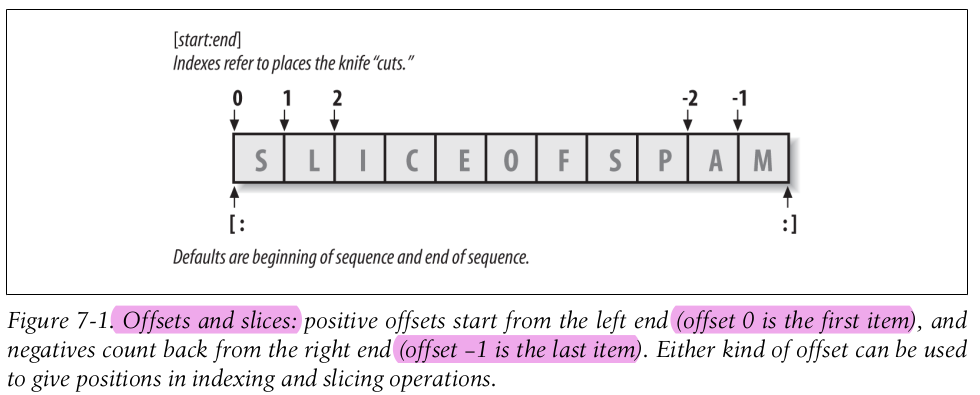 [start:end]
Indexes refer to places the knife “cuts.”
0 1 2 -2 -1
S L I C E O F S P A M
[: :]
Defaults are beginning of sequence and end of sequence.
Figure 7-1. Offsets and slices: positive offsets start from the left end (offset 0 is the first item), and
negatives count back from the right end (offset –1 is the last item). Either kind of offset can be used
to give positions in indexing and slicing operations.